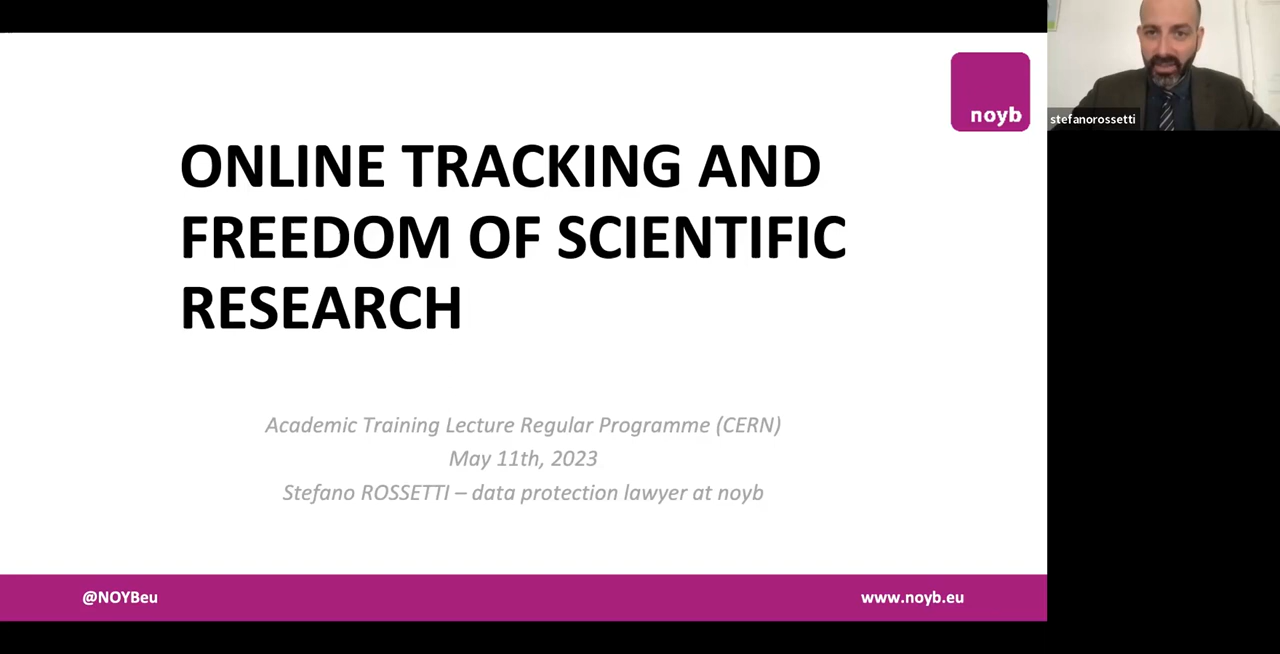 noyb
stefanorossetti
ONLINE TRACKING AND
FREEDOM OF SCIENTIFIC
RESEARCH
Academic Training Lecture Regular Programme (CERN)
May 11th, 2023
Stefano ROSSETTI – data protection lawyer at noyb
@NOYBeu
www.noyb.eu